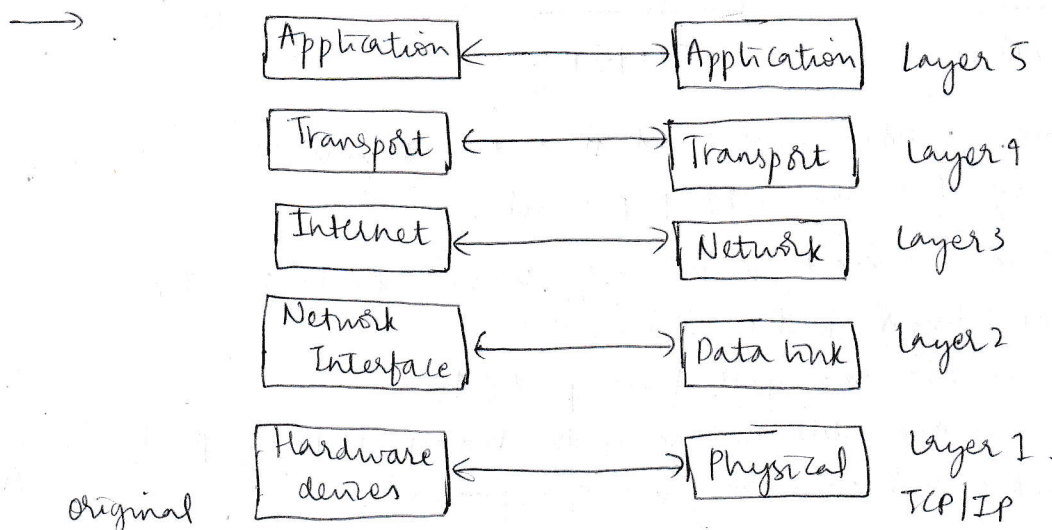 Application Application Layer 5
Transport Transport Layer 4
Internet Network Layer 3
Network
Interface Data Link Layer 2
Hardware
devices Physical Layer 1
original TCP/IP